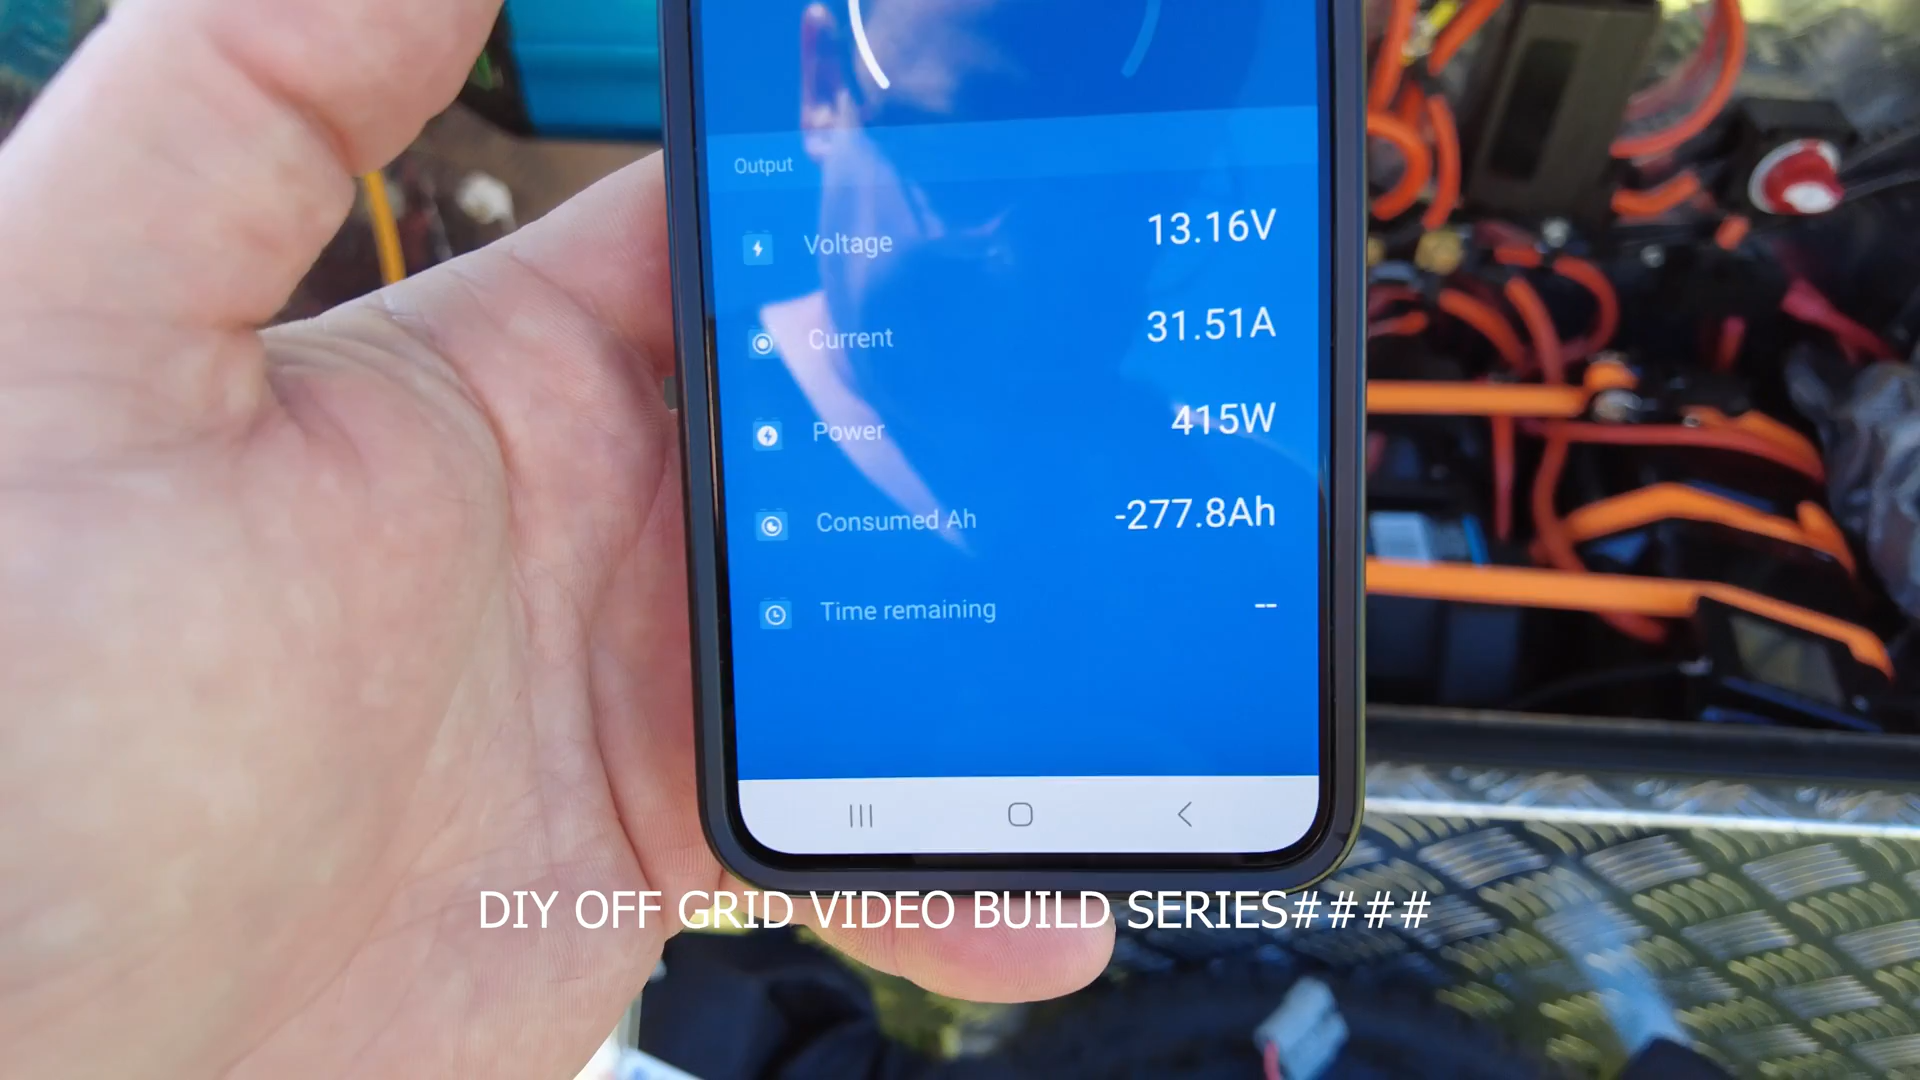 Output
Voltage 13.16V
Current 31.51A
Power 415W
Consumed Ah -277.8Ah
Time remaining --
DIY OFF GRID VIDEO BUILD SERIES####